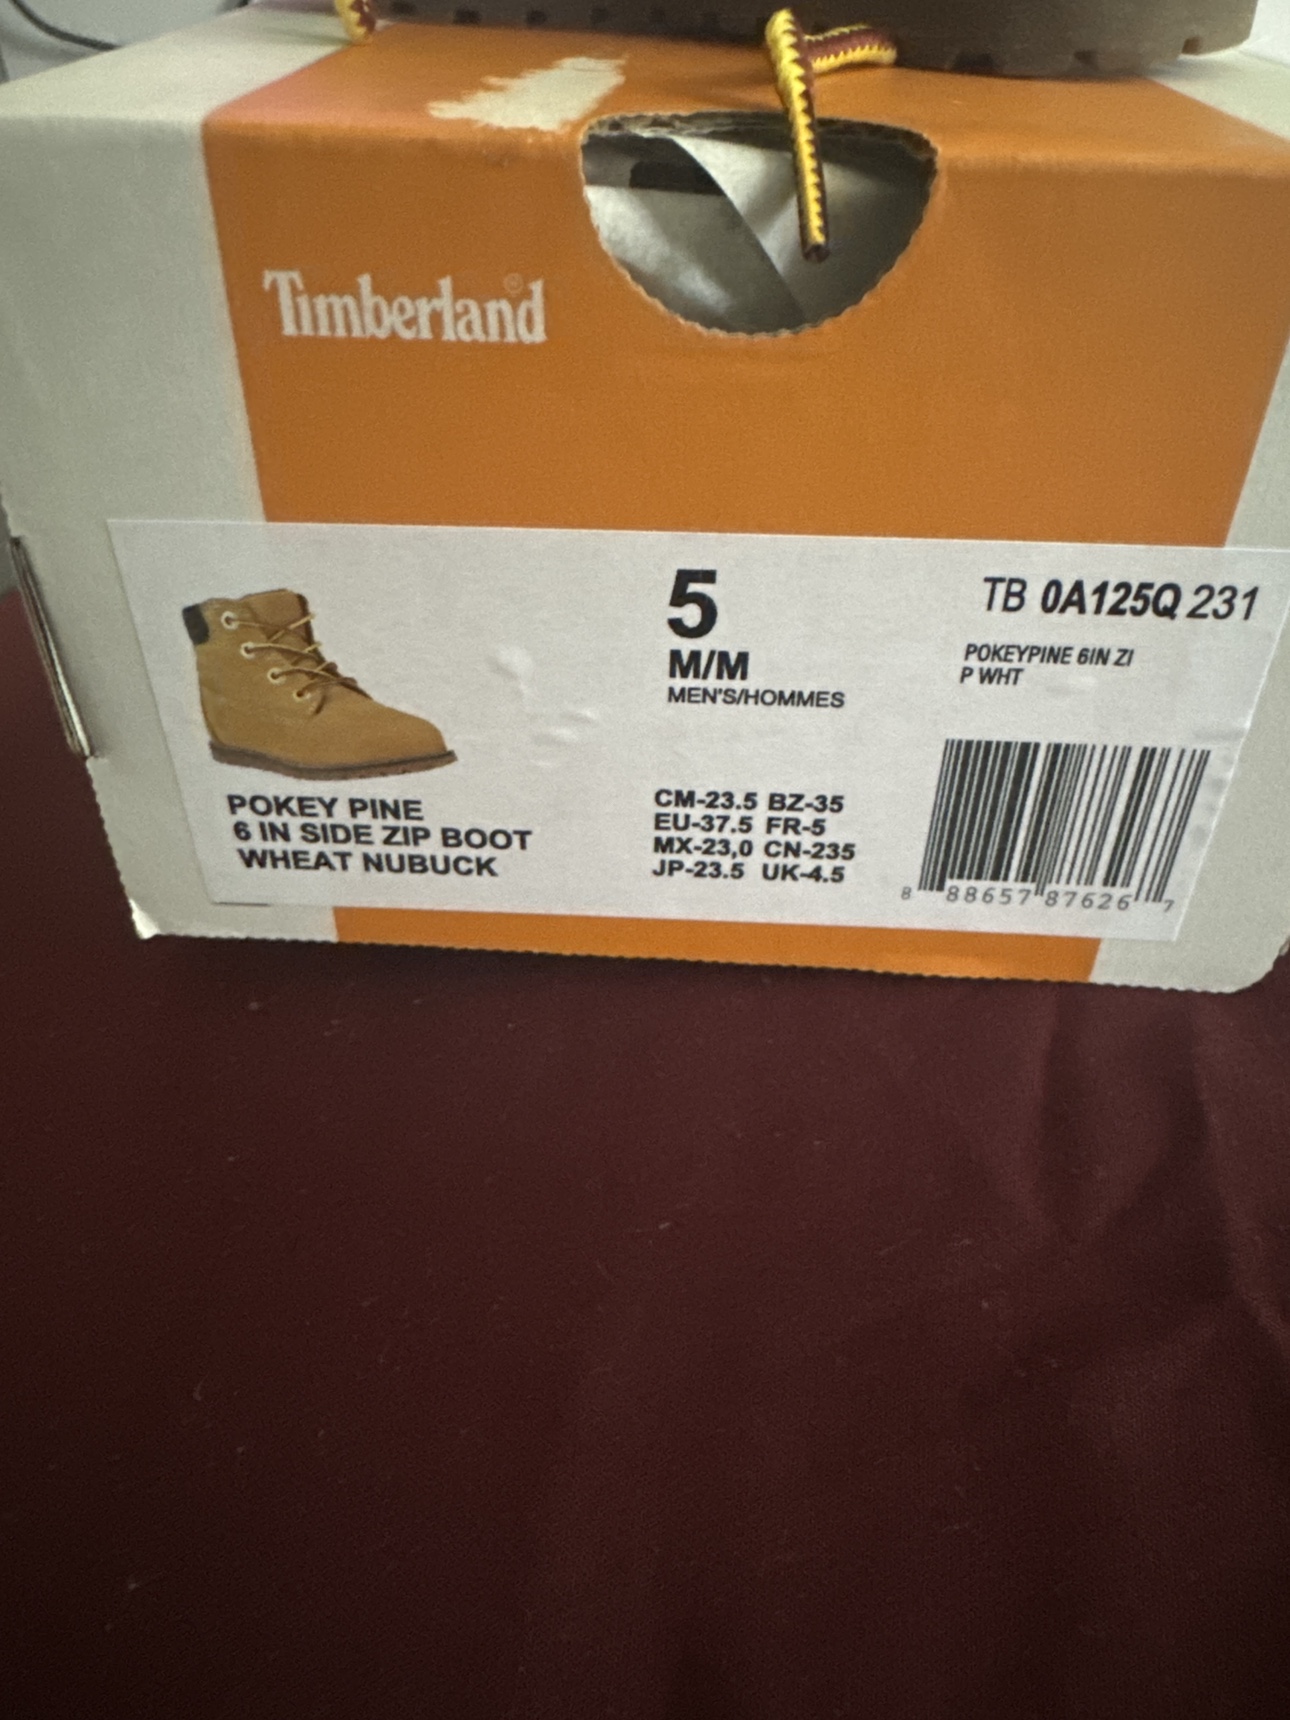 Timberland®
5
M/M
MEN'S/HOMMES
TB 0A125Q 231
POKEYPINE 6IN ZI
P WHT
POKEY PINE
6 IN SIDE ZIP BOOT
WHEAT NUBUCK
CM-23.5 BZ-35
EU-37.5 FR-5
MX-23,0 CN-235
JP-23.5 UK-4.5
8 88657 87626 7